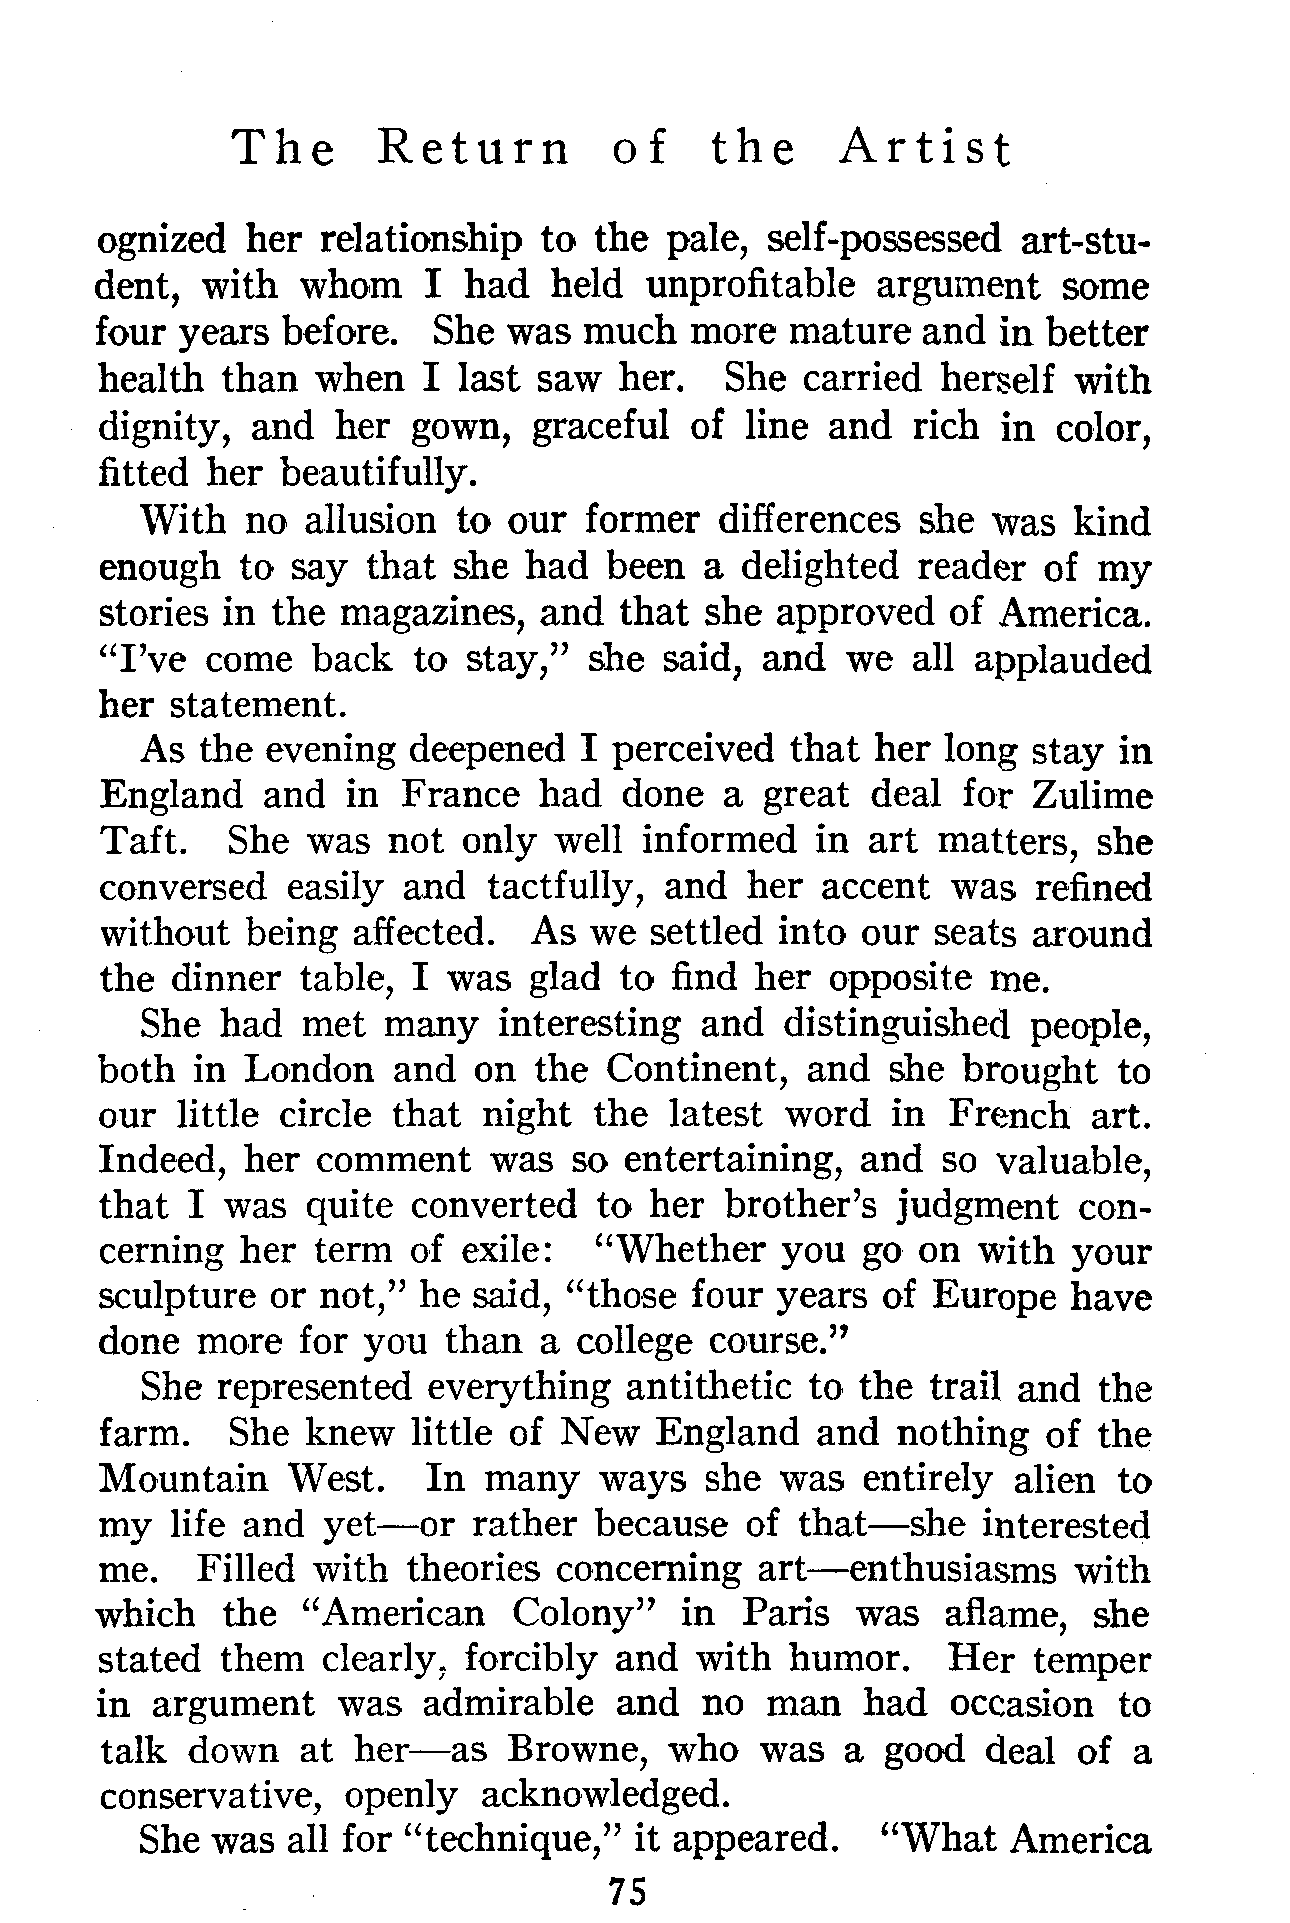 The Return of the Artist
ognized her relationship to the pale, self-possessed art-stu-
dent, with whom I had held unprofitable argument some
four years before. She was much more mature and in better
health than when I last saw her. She carried herself with
dignity, and her gown, graceful of line and rich in color,
fitted her beautifully.
With no allusion to our former differences she was kind
enough to say that she had been a delighted reader of my
stories in the magazines, and that she approved of America.
“I’ve come back to stay,” she said, and we all applauded
her statement.
As the evening deepened I perceived that her long stay in
England and in France had done a great deal for Zulime
Taft. She was not only well informed in art matters, she
conversed easily and tactfully, and her accent was refined
without being affected. As we settled into our seats around
the dinner table, I was glad to find her opposite me.
She had met many interesting and distinguished people,
both in London and on the Continent, and she brought to
our little circle that night the latest word in French art.
Indeed, her comment was so entertaining, and so valuable,
that I was quite converted to her brother’s judgment con-
cerning her term of exile: “Whether you go on with your
sculpture or not,” he said, “those four years of Europe have
done more for you than a college course.”
She represented everything antithetic to the trail and the
farm. She knew little of New England and nothing of the
Mountain West. In many ways she was entirely alien to
my life and yet—or rather because of that—she interested
me. Filled with theories concerning art—enthusiasms with
which the “American Colony” in Paris was aflame, she
stated them clearly, forcibly and with humor. Her temper
in argument was admirable and no man had occasion to
talk down at her—as Browne, who was a good deal of a
conservative, openly acknowledged.
She was all for “technique,” it appeared. “What America
75